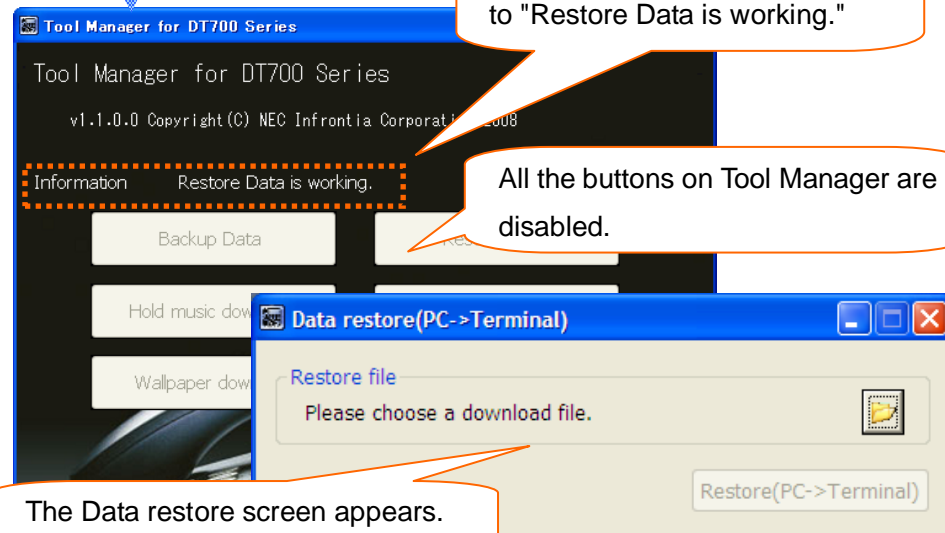 to "Restore Data is working."
Tool Manager for DT700 Series
Tool Manager for DT700 Series
v1.1.0.0 Copyright(C) NEC Infrontia 2008
Information Restore Data is working.
All the buttons on Tool Manager are
disabled.
Backup Data
Hold music dow
Data restore(PC->Terminal)
Wallpaper dow
Restore file
Please choose a download file.
Restore(PC->Terminal)
The Data restore screen appears.